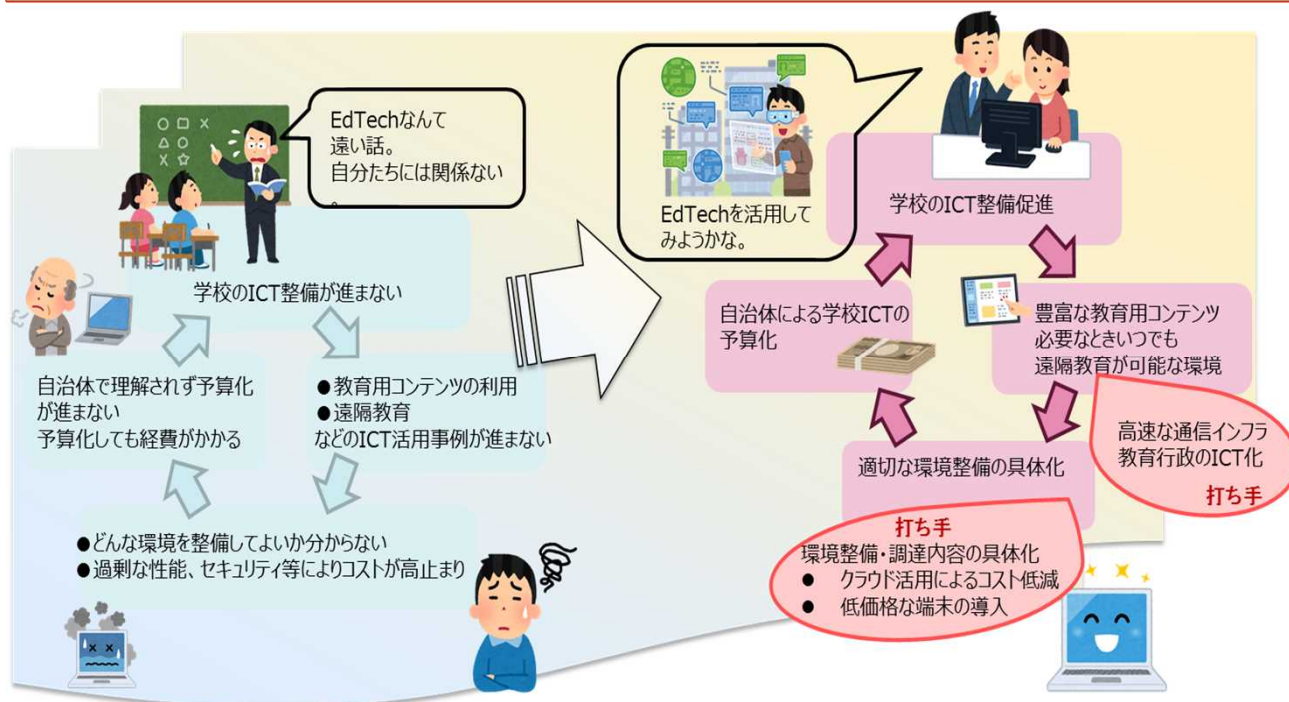 EdTechなんて
遠い話。
自分たちには関係ない
。
学校のICT整備が進まない
自治体で理解されず予算化
が進まない
予算化しても経費がかかる
●教育用コンテンツの利用
●遠隔教育
などのICT活用事例が進まない
●どんな環境を整備してよいか分からない
●過剰な性能、セキュリティ等によりコストが高止まり
EdTechを活用して
みようかな。
学校のICT整備促進
自治体による学校ICTの
予算化
豊富な教育用コンテンツ
必要なときいつでも
遠隔教育が可能な環境
高速な通信インフラ
教育行政のICT化
打ち手
適切な環境整備の具体化
打ち手
環境整備・調達内容の具体化
● クラウド活用によるコスト低減
● 低価格な端末の導入